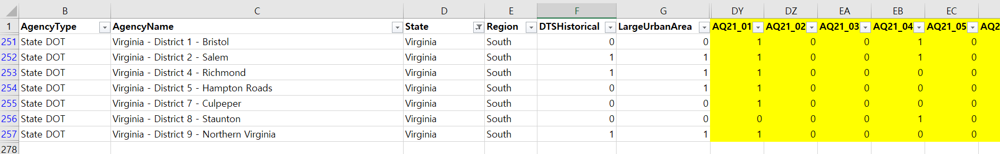 B C D E F G DY DZ EA EB EC
1 AgencyType AgencyName State Region DTSHistorical LargeUrbanArea AQ21_01 AQ21_02 AQ21_03 AQ21_04 AQ21_05 AQ2
251 State DOT Virginia - District 1 - Bristol Virginia South 0 0 1 0 0 1 0
252 State DOT Virginia - District 2 - Salem Virginia South 1 1 1 0 0 1 0
253 State DOT Virginia - District 4 - Richmond Virginia South 1 1 1 0 0 0 0
254 State DOT Virginia - District 5 - Hampton Roads Virginia South 0 1 1 0 0 0 0
255 State DOT Virginia - District 7 - Culpeper Virginia South 0 0 1 0 0 0 0
256 State DOT Virginia - District 8 - Staunton Virginia South 0 0 0 0 0 1 0
257 State DOT Virginia - District 9 - Northern Virginia Virginia South 1 1 1 0 0 0 0
278